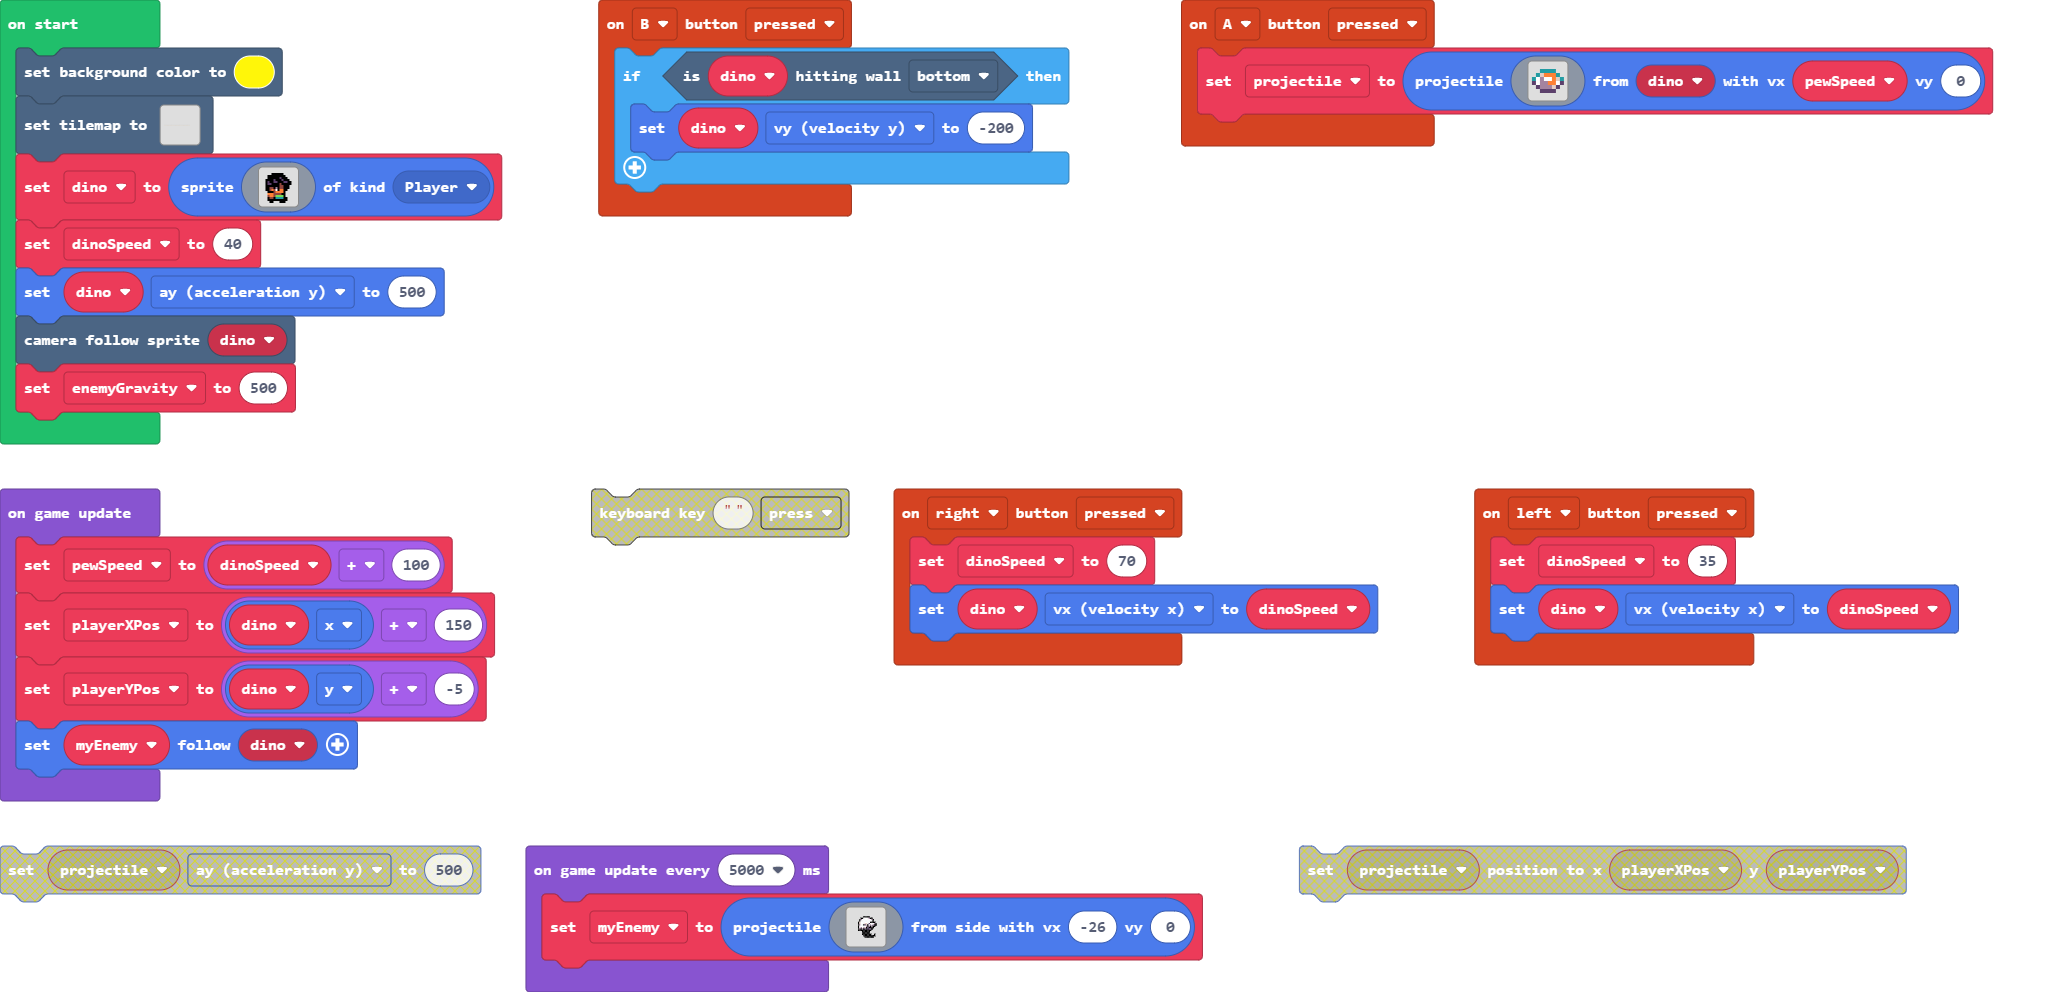 on start
set background color to
set tilemap to
set dino to sprite of kind Player
set dinoSpeed to 40
set dino ay (acceleration y) to 500
camera follow sprite dino
set enemyGravity to 500
on B button pressed
if is dino hitting wall bottom then
set dino vy (velocity y) to -200
on A button pressed
set projectile to projectile from dino with vx pewSpeed vy 0
on game update
set pewSpeed to dinoSpeed + 100
set playerXPos to dino x + 150
set playerYPos to dino y + -5
set myEnemy follow dino
keyboard key " " press
on right button pressed
set dinoSpeed to 70
set dino vx (velocity x) to dinoSpeed
on left button pressed
set dinoSpeed to 35
set dino vx (velocity x) to dinoSpeed
set projectile ay (acceleration y) to 500
on game update every 5000 ms
set myEnemy to projectile from side with vx -26 vy 0
set projectile position to x playerXPos y playerYPos